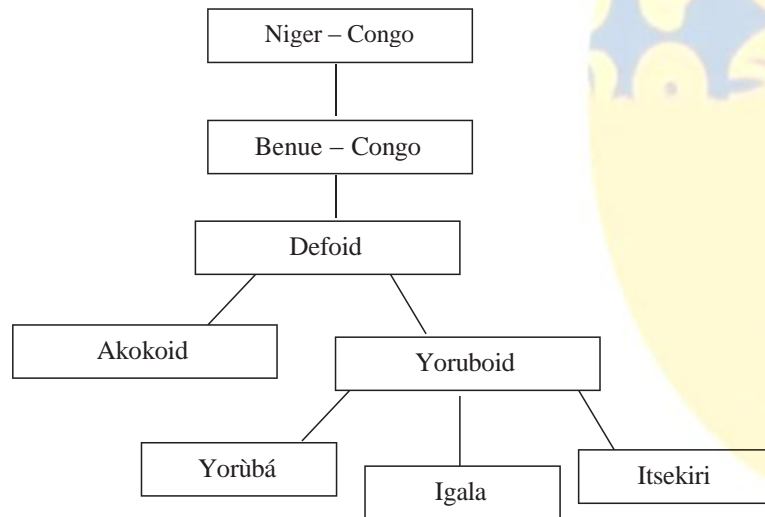 Niger – Congo
Benue – Congo
Defoid
Akokoid
Yoruboid
Yorùbá
Igala
Itsekiri